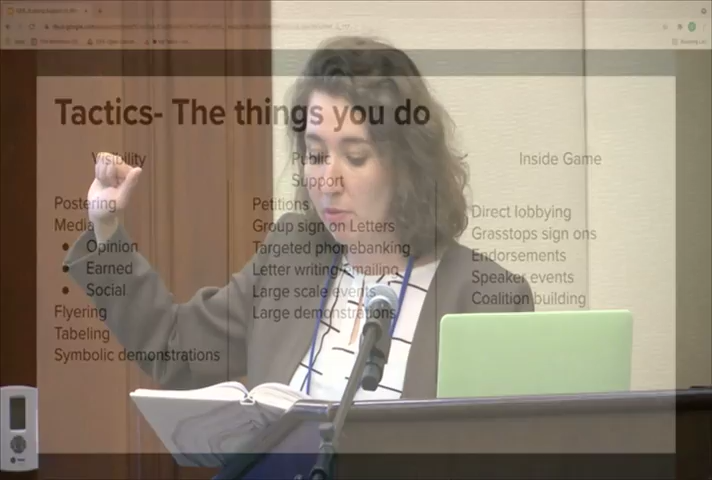 Tactics- The things you do
Visibility
Postering
Media
Opinion
Earned
Social
Flyering
Tabeling
Symbolic demonstrations
Public
Support
Petitions
Group sign on Letters
Targeted phonebanking
Letter writing/emailing
Large scale events
Large demonstrations
Inside Game
Direct lobbying
Grasstops sign ons
Endorsements
Speaker events
Coalition building